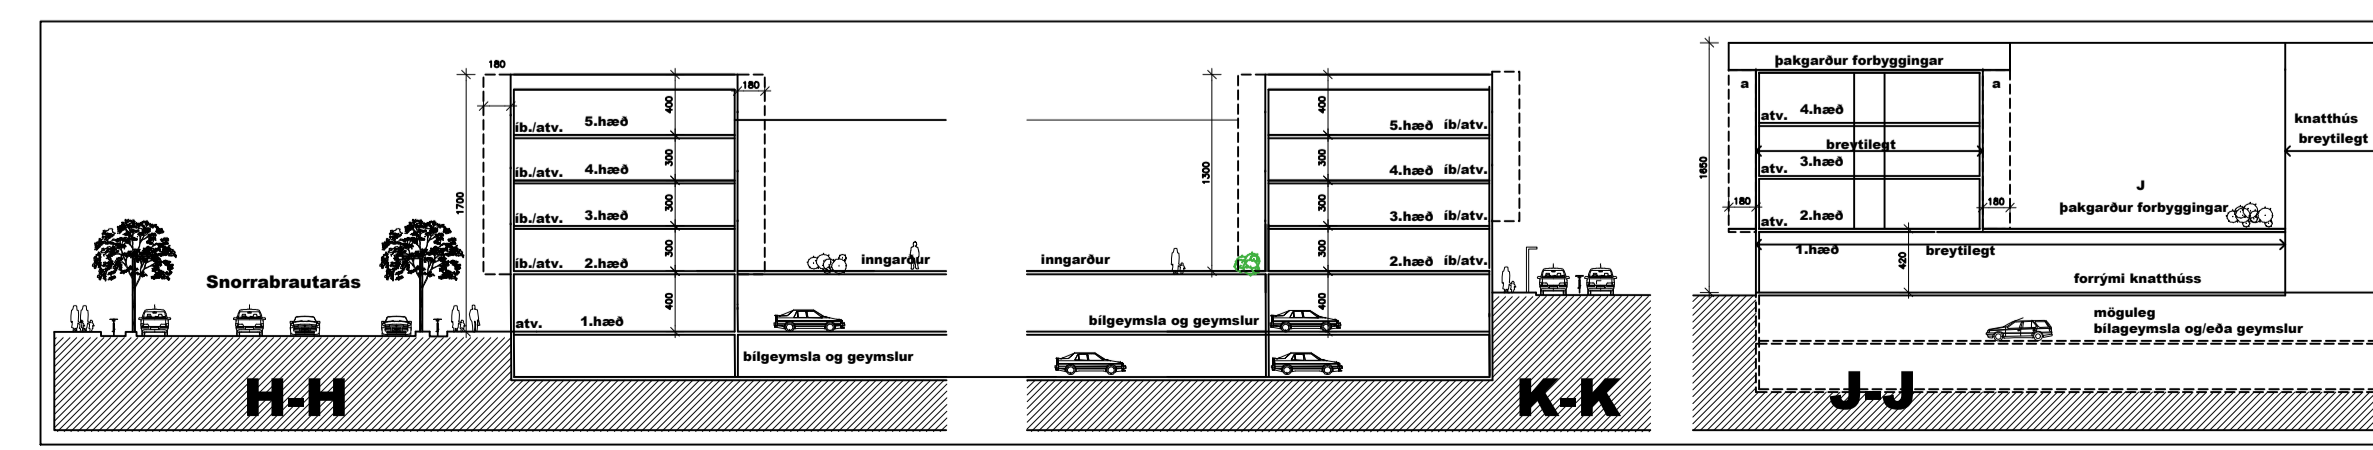 180
180
400
5.hæð
íb./atv.
300
4.hæð
íb./atv.
1700
300
3.hæð
íb./atv.
300
2.hæð
íb./atv.
inngarður
Snorrabrautarás
400
1.hæð
atv.
bílgeymsla og geymslur
H-H
400
5.hæð íb/atv.
300
4.hæð íb/atv.
1300
300
3.hæð íb/atv.
300
2.hæð íb/atv.
inngarður
400
bílgeymsla og geymslur
K-K
þakgarður forbyggingar
a
a
4.hæð
atv.
knatthús
breytilegt
breytilegt
3.hæð
atv.
1650
J
180
180
þakgarður forbyggingar
2.hæð
atv.
1.hæð
breytilegt
420
forrými knatthúss
möguleg
bílageymsla og/eða geymslur
J-J